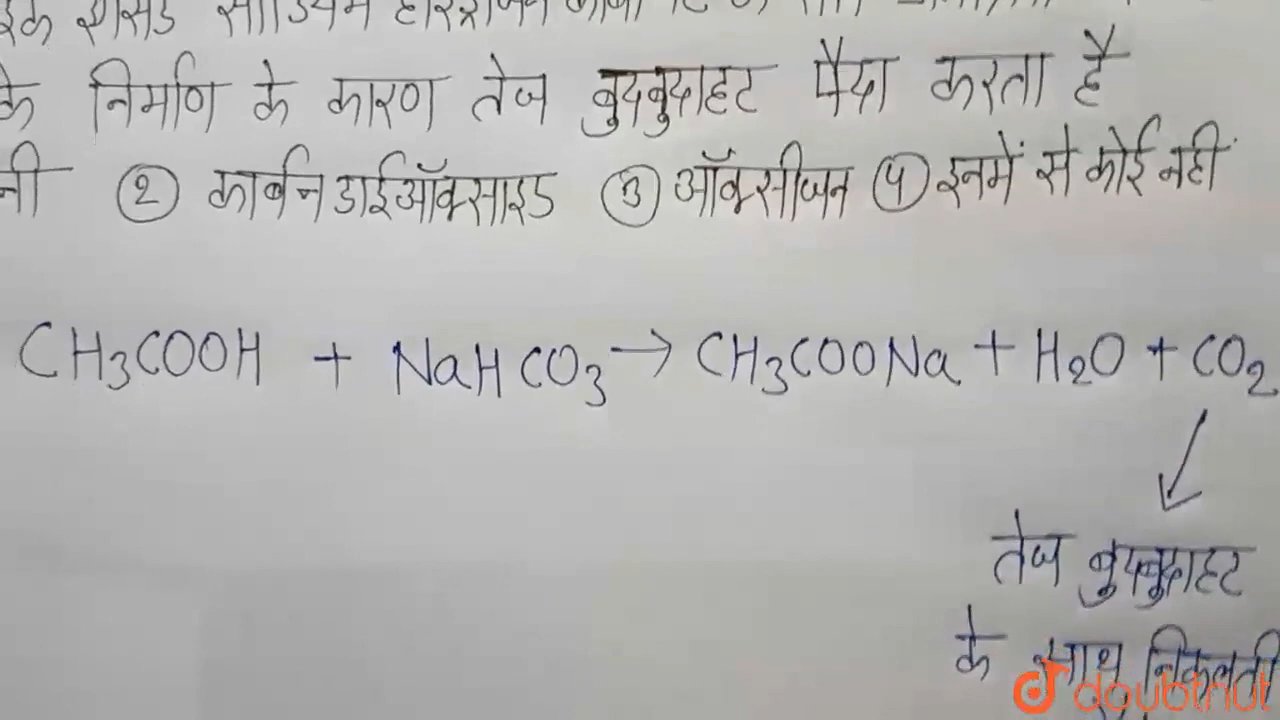 के निर्माण के कारण तेज बुदबुदाहट पैदा करता है
नी ② कार्बन डाईऑक्साइड ③ ऑक्सीजन ④ इनमें से कोई नहीं
CH3COOH + NaHCO3 → CH3COONa + H2O + CO2
तेज बुदबुदाहट
के साथ निकलती
doubtnut